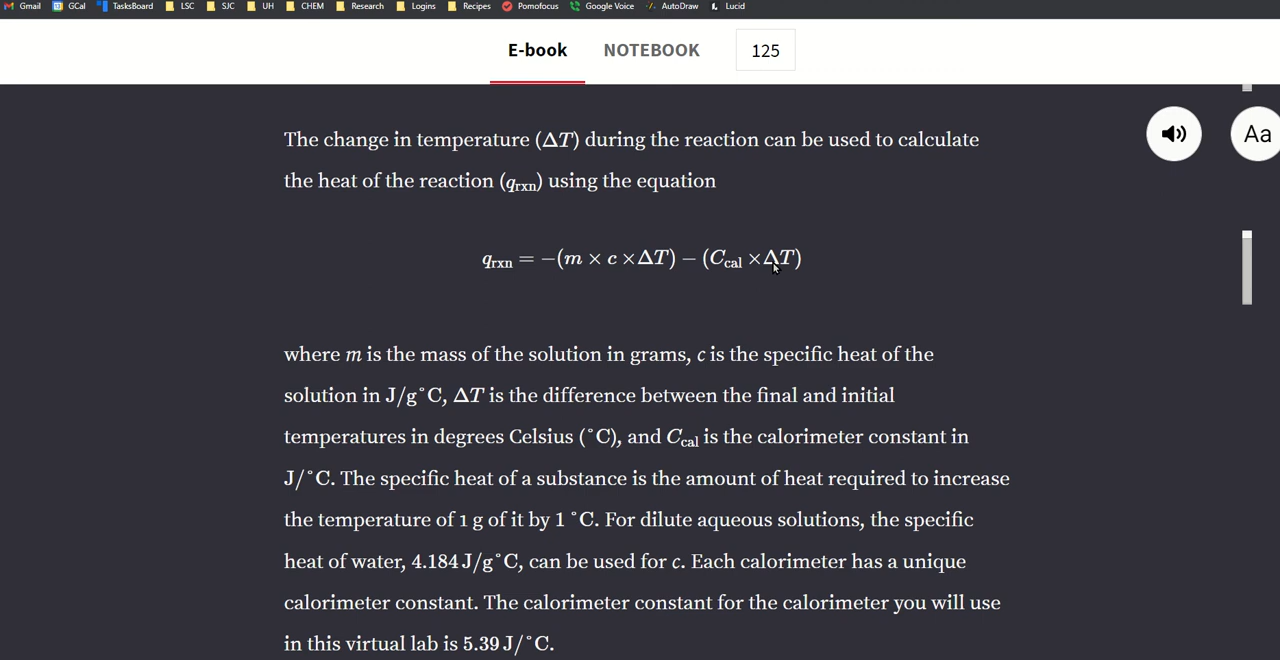 Gmail GCal TasksBoard LSC SJC UH CHEM Research Logins Recipes Pomofocus Google Voice AutoDraw Lucid
E-book NOTEBOOK 125
The change in temperature (ΔT) during the reaction can be used to calculate
the heat of the reaction (qrxn) using the equation
qrxn = −(m × c ×ΔT) − (Ccal ×ΔT)
where m is the mass of the solution in grams, c is the specific heat of the
solution in J/g˚C, ΔT is the difference between the final and initial
temperatures in degrees Celsius (˚C), and Ccal is the calorimeter constant in
J/˚C. The specific heat of a substance is the amount of heat required to increase
the temperature of 1 g of it by 1 ˚C. For dilute aqueous solutions, the specific
heat of water, 4.184 J/g˚C, can be used for c. Each calorimeter has a unique
calorimeter constant. The calorimeter constant for the calorimeter you will use
in this virtual lab is 5.39 J/˚C.
Aa